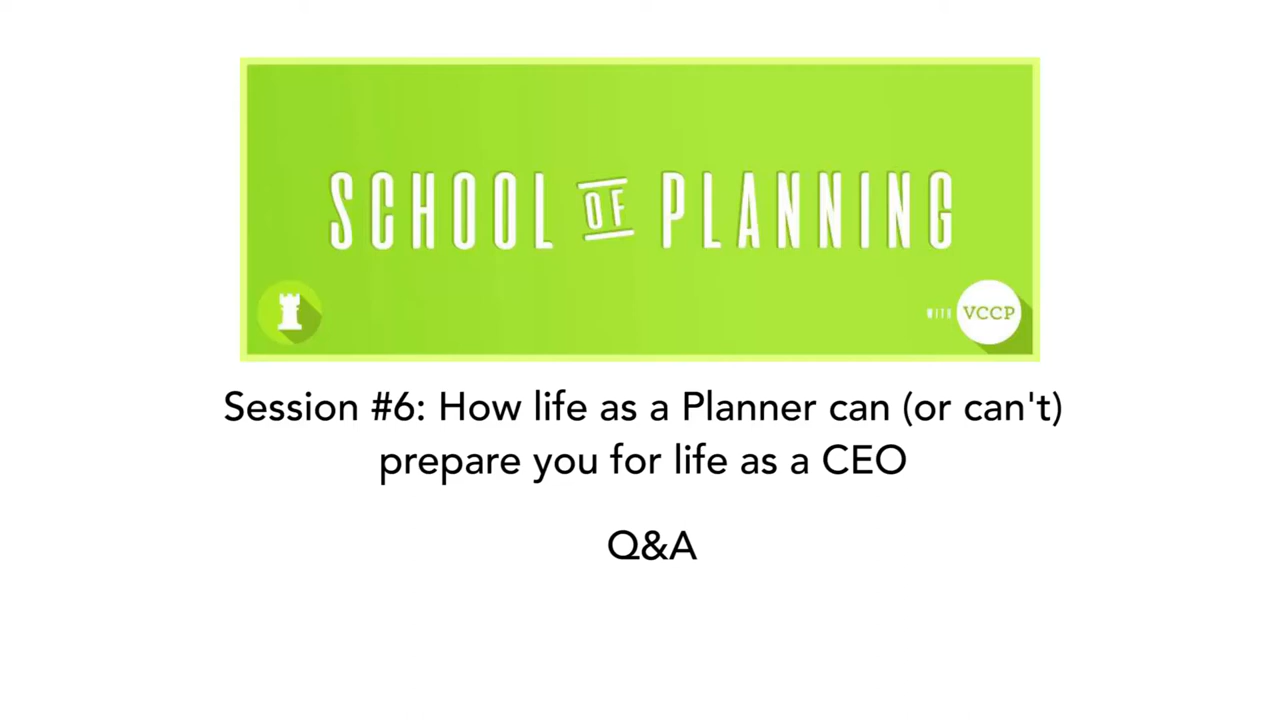 SCHOOL OF PLANNING
WITH VCCP
Session #6: How life as a Planner can (or can't)
prepare you for life as a CEO
Q&A